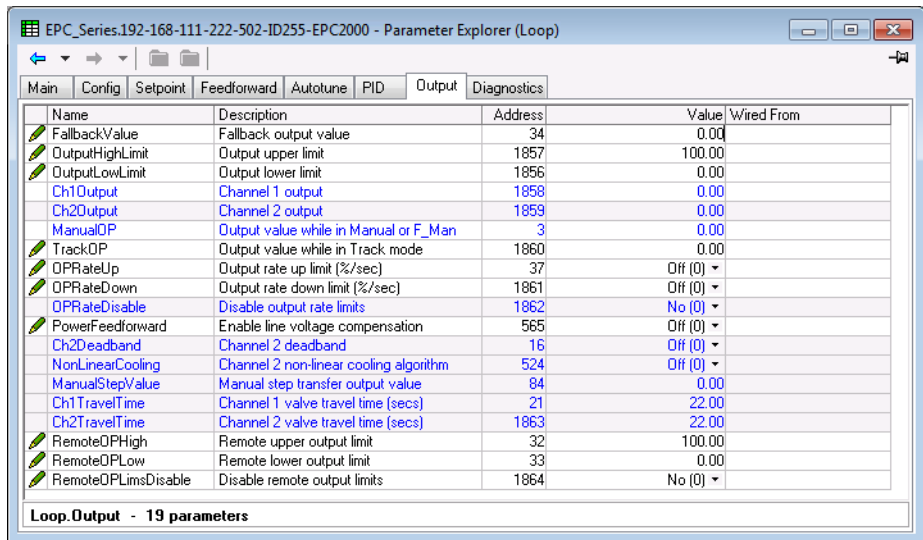 EPC_Series.192-168-111-222-502-ID255-EPC2000 - Parameter Explorer (Loop)
Main Config Setpoint Feedforward Autotune PID Output Diagnostics
Name Description Address Value Wired From
FallbackValue Fallback output value 34 0.00
OutputHighLimit Output upper limit 1857 100.00
OutputLowLimit Output lower limit 1856 0.00
Ch1Output Channel 1 output 1858 0.00
Ch2Output Channel 2 output 1859 0.00
ManualOP Output value while in Manual or F_Man 3 0.00
TrackOP Output value while in Track mode 1860 0.00
OPRateUp Output rate up limit (%/sec) 37 Off (0)
OPRateDown Output rate down limit (%/sec) 1861 Off (0)
OPRateDisable Disable output rate limits 1862 No (0)
PowerFeedforward Enable line voltage compensation 565 Off (0)
Ch2Deadband Channel 2 deadband 16 Off (0)
NonLinearCooling Channel 2 non-linear cooling algorithm 524 Off (0)
ManualStepValue Manual step transfer output value 84 0.00
Ch1TravelTime Channel 1 valve travel time (secs) 21 22.00
Ch2TravelTime Channel 2 valve travel time (secs) 1863 22.00
RemoteOPHigh Remote upper output limit 32 100.00
RemoteOPLow Remote lower output limit 33 0.00
RemoteOPLimsDisable Disable remote output limits 1864 No (0)
Loop.Output - 19 parameters